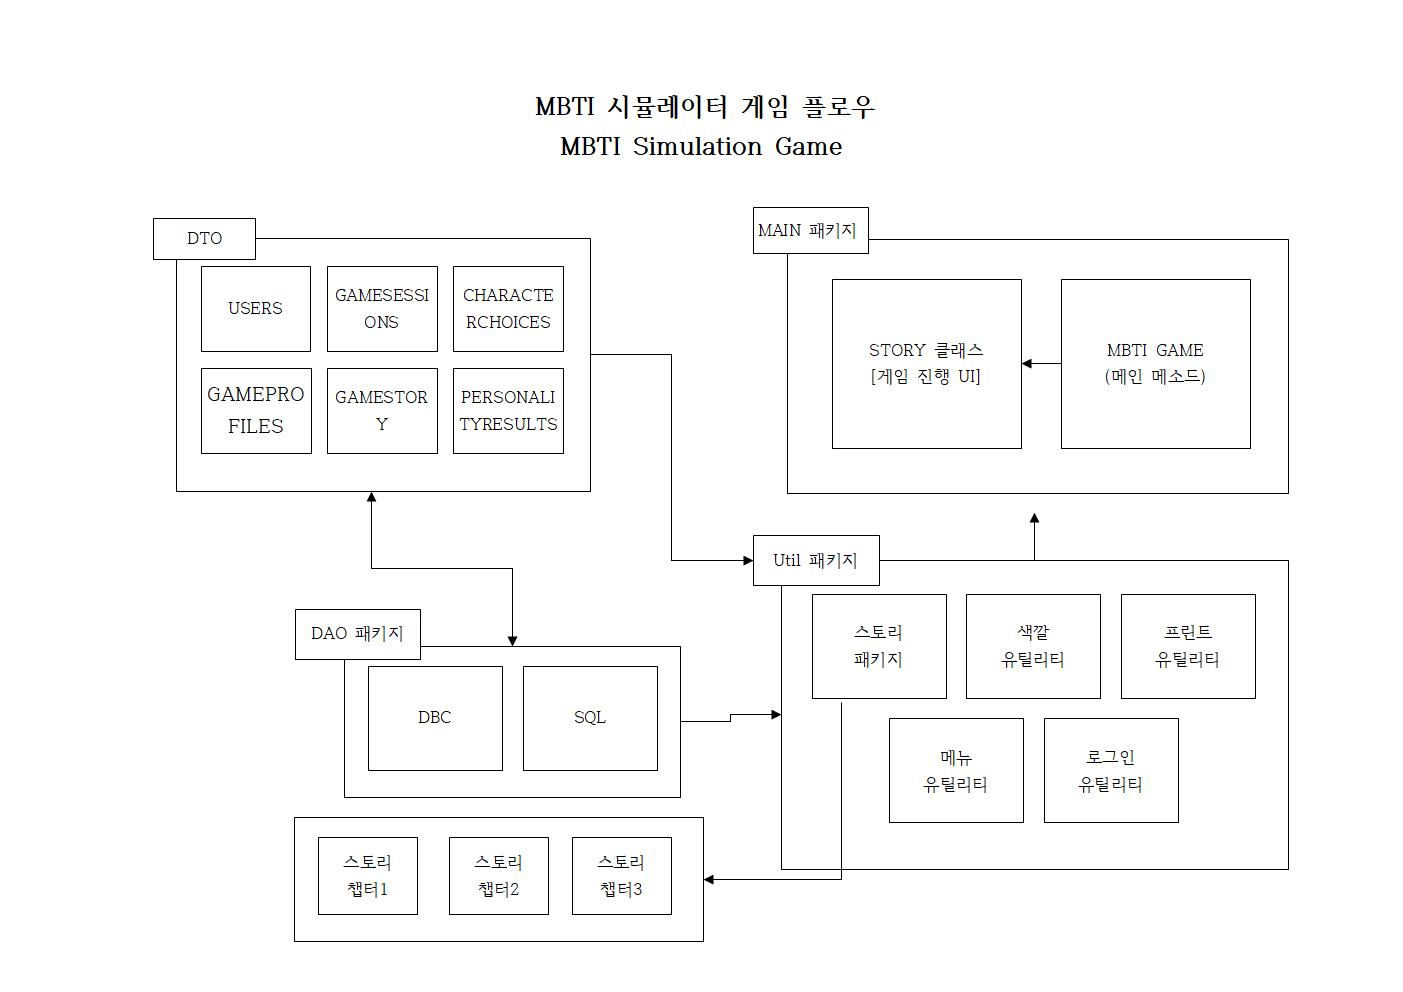 MBTI 시뮬레이터 게임 플로우
MBTI Simulation Game
DTO
USERS
GAMESESSI
ONS
CHARACTE
RCHOICES
GAMEPRO
FILES
GAMESTOR
Y
PERSONALI
TYRESULTS
MAIN 패키지
STORY 클래스
[게임 진행 UI]
MBTI GAME
(메인 메소드)
Util 패키지
스토리
패키지
색깔
유틸리티
프린트
유틸리티
메뉴
유틸리티
로그인
유틸리티
DAO 패키지
DBC
SQL
스토리
챕터1
스토리
챕터2
스토리
챕터3